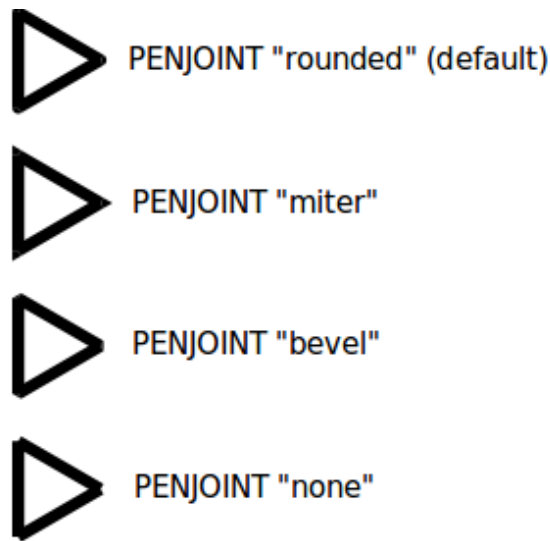 PENJOINT "rounded" (default)
PENJOINT "miter"
PENJOINT "bevel"
PENJOINT "none"